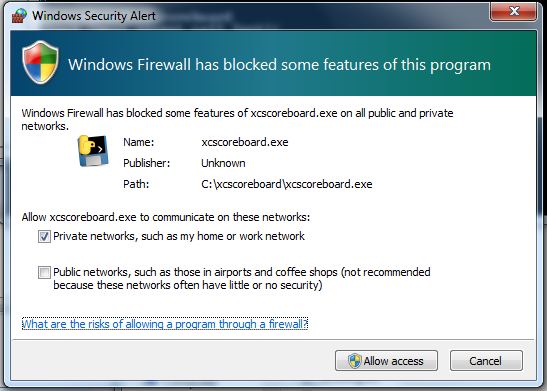 Windows Security Alert
Windows Firewall has blocked some features of this program
Windows Firewall has blocked some features of xcscoreboard.exe on all public and private
networks.
Name: xcscoreboard.exe
Publisher: Unknown
Path: C:\xcscoreboard\xcscoreboard.exe
Allow xcscoreboard.exe to communicate on these networks:
Private networks, such as my home or work network
Public networks, such as those in airports and coffee shops (not recommended
because these networks often have little or no security)
What are the risks of allowing a program through a firewall?
Allow access Cancel